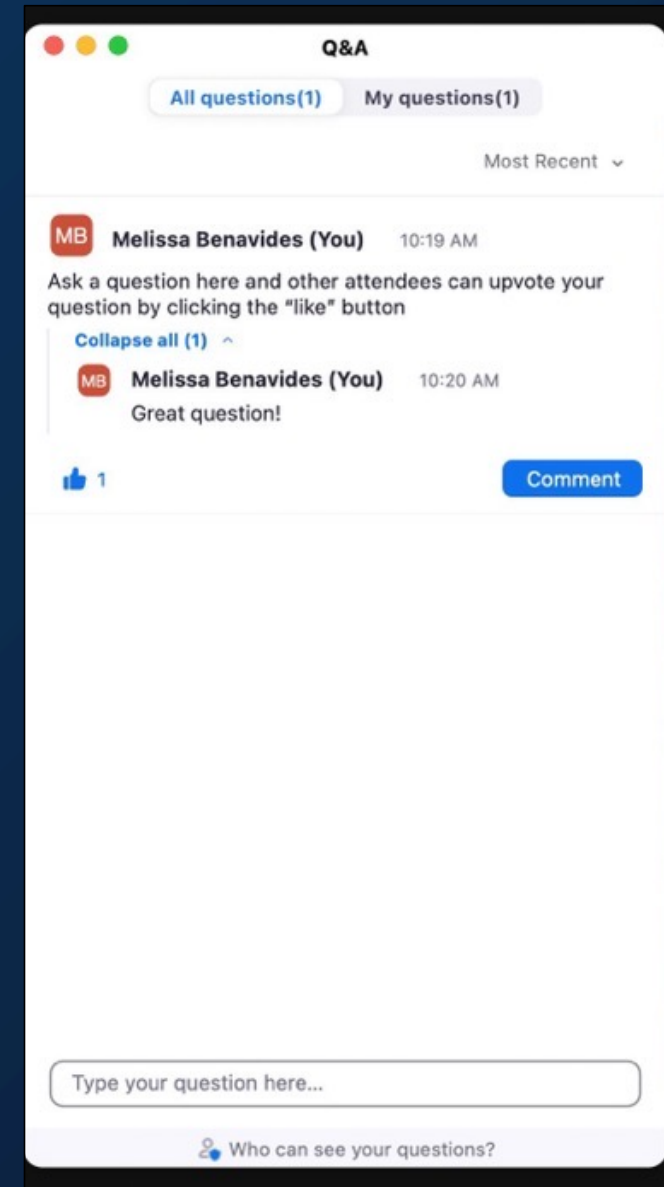 Q&A
All questions(1) My questions(1)
Most Recent
MB Melissa Benavides (You) 10:19 AM
Ask a question here and other attendees can upvote your
question by clicking the “like” button
Collapse all (1)
MB Melissa Benavides (You) 10:20 AM
Great question!
1 Comment
Type your question here...
Who can see your questions?